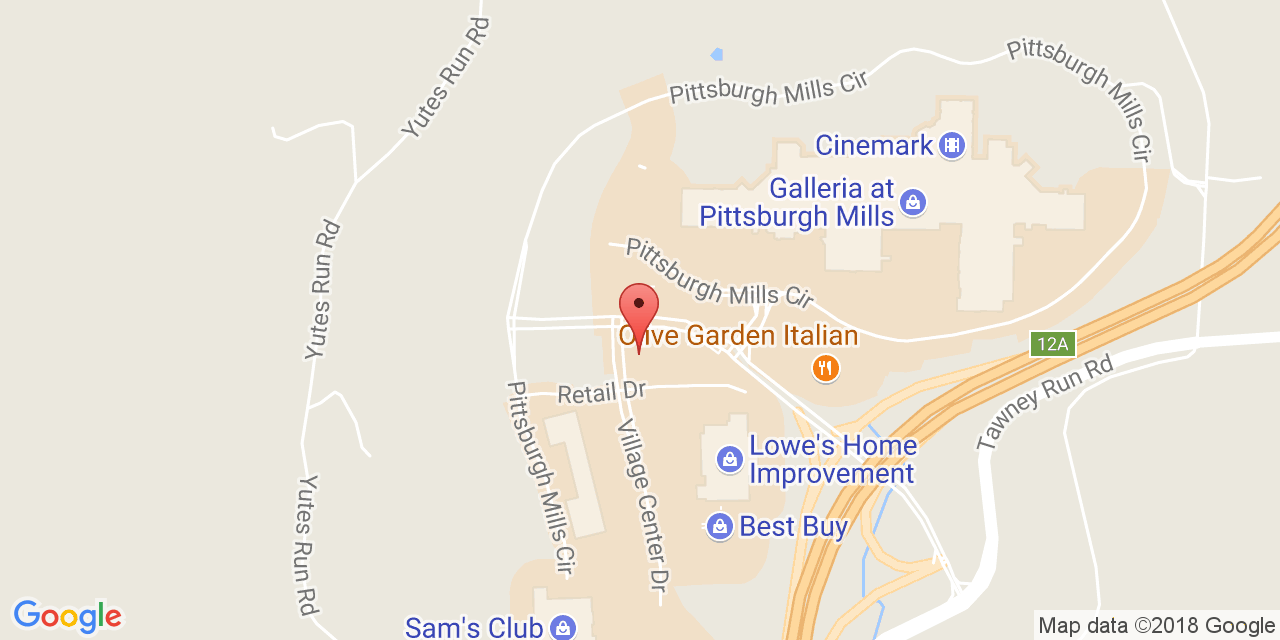 Yutes Run Rd
Pittsburgh Mills Cir
Pittsburgh Mills Cir
Cinemark
Galleria at
Pittsburgh Mills
Yutes Run Rd
Pittsburgh Mills Cir
Olive Garden Italian
12A
Tawney Run Rd
Retail Dr
Pittsburgh Mills Cir
Village Center Dr
Lowe's Home
Improvement
Best Buy
Yutes Run Rd
Sam's Club
Google
Map data ©2018 Google